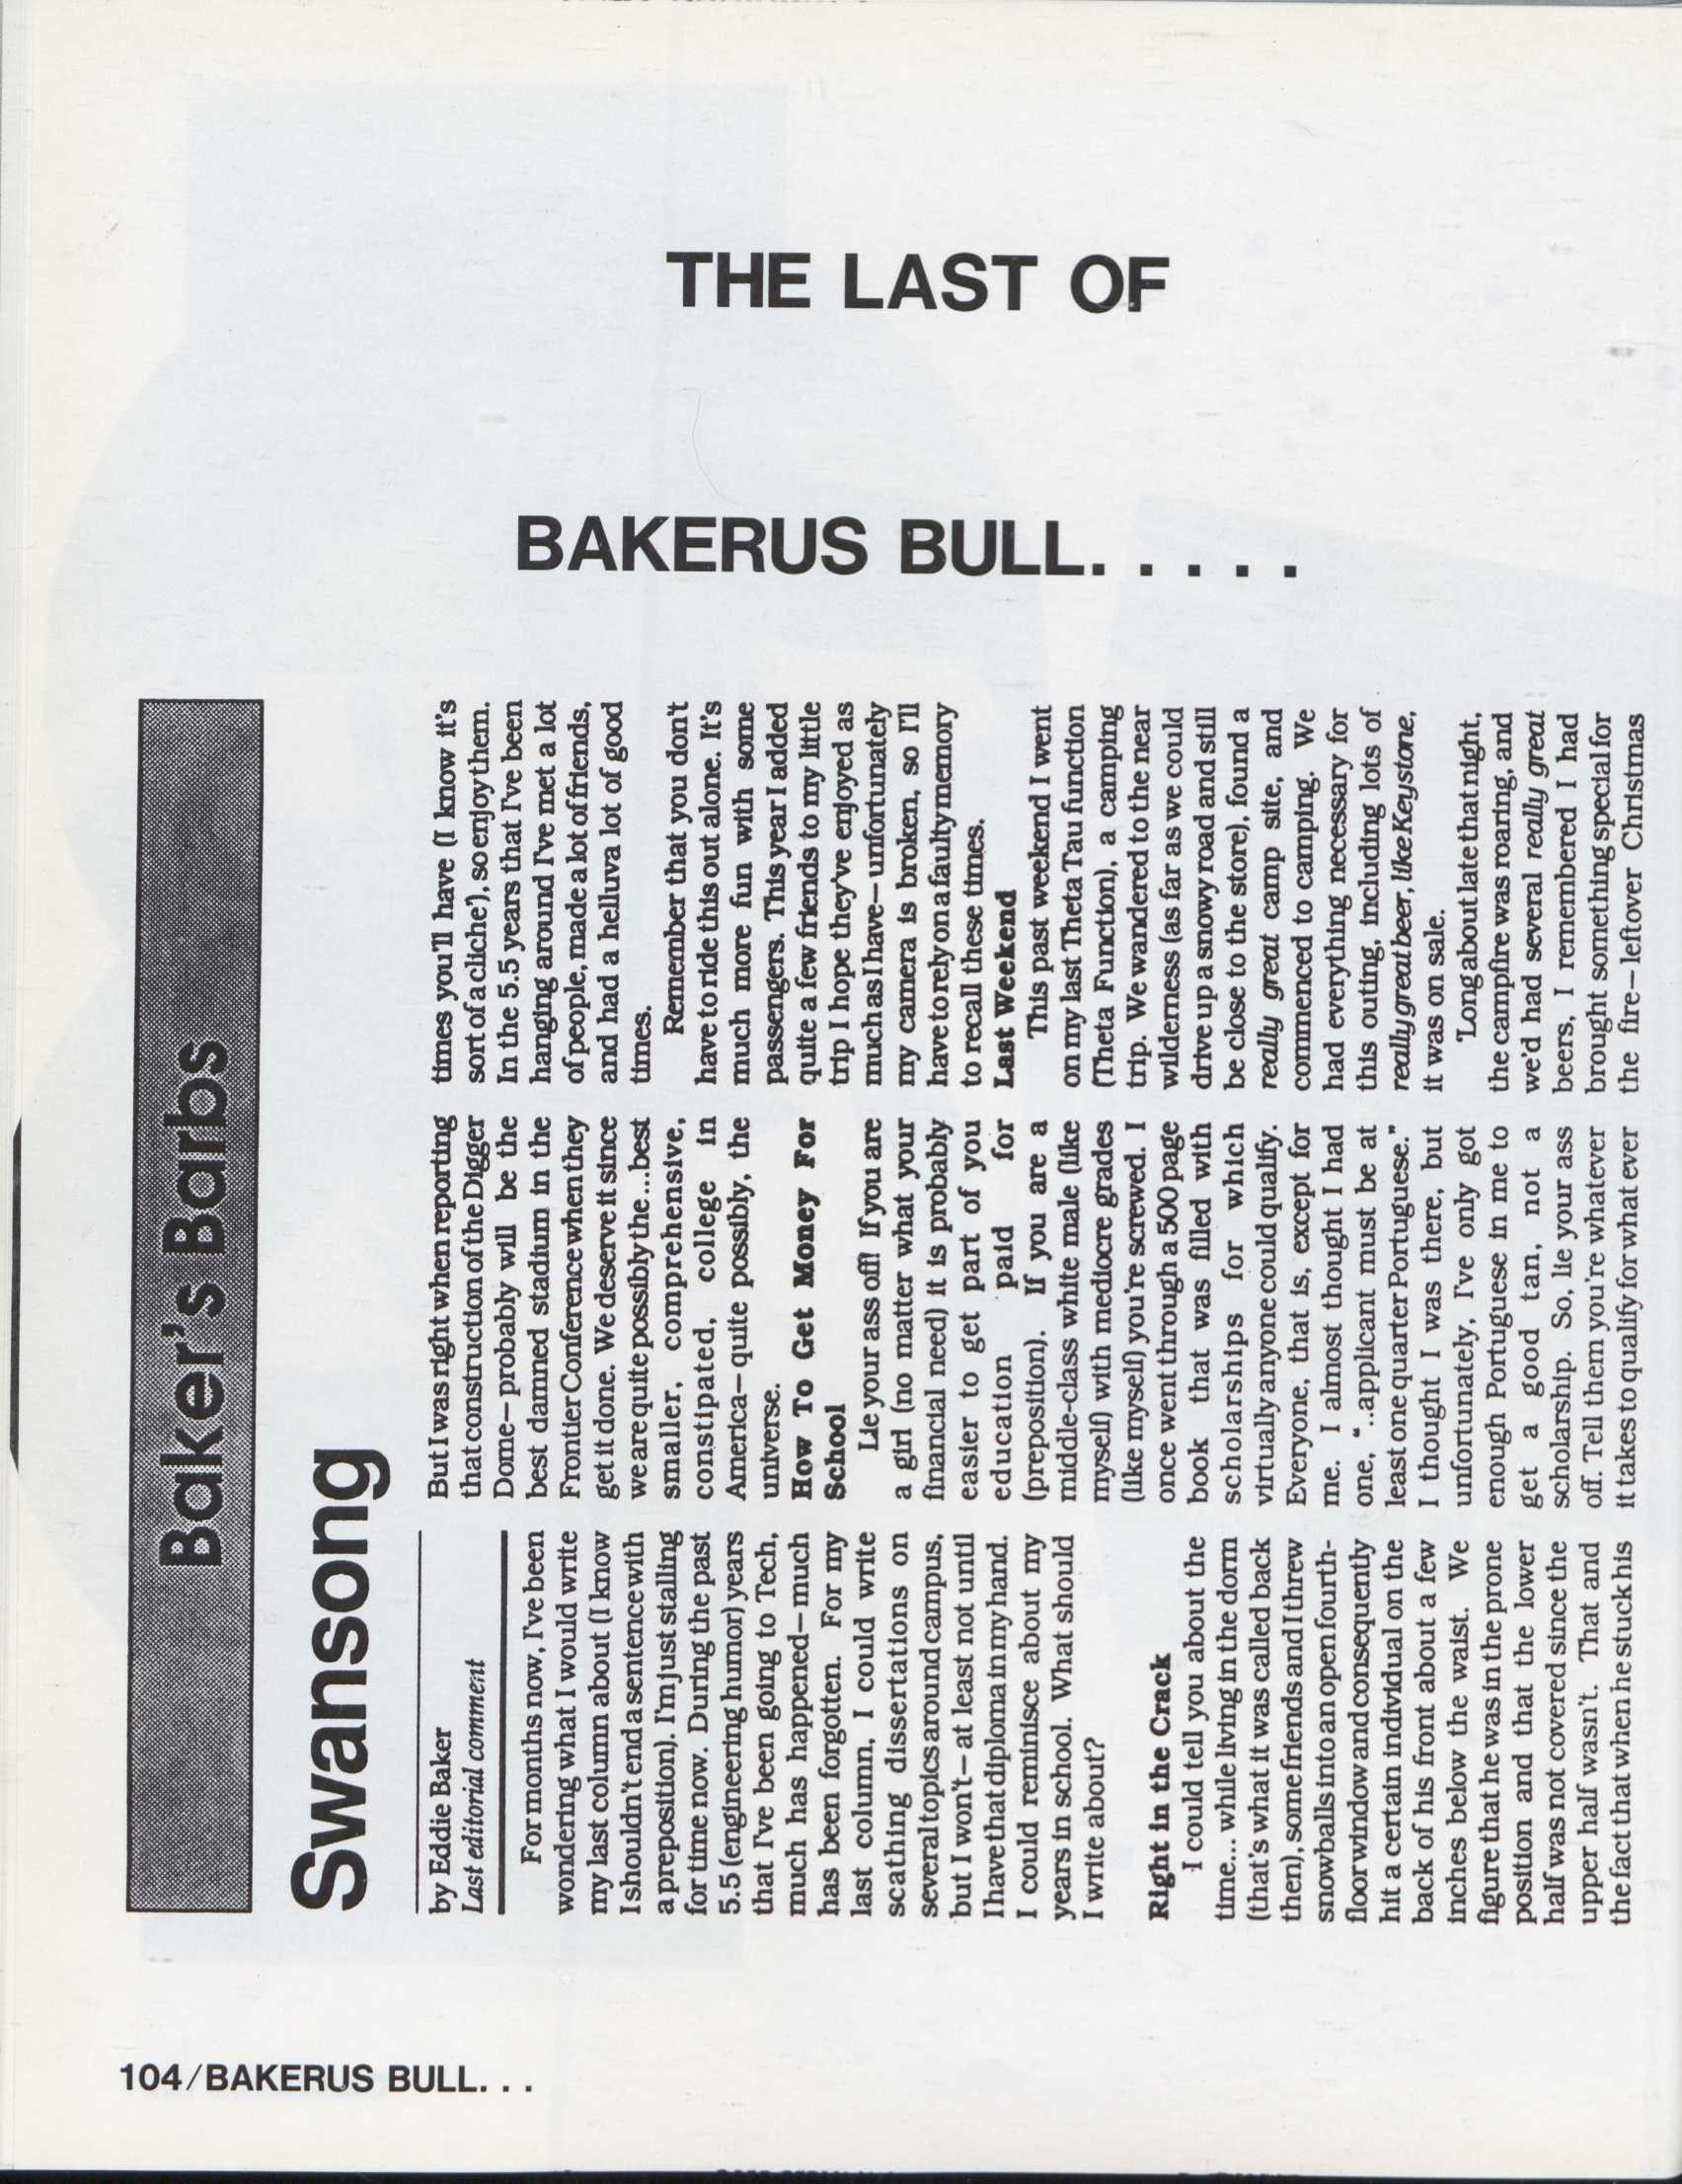 THE LAST OF
BAKERUS BULL. . . . .
Baker's Barbs
Swansong
by Eddie Baker
Last editorial comment
For months now, I've been
wondering what I would write
my last column about (I know
I shouldn't end a sentence with
a preposition). I'm just stalling
for time now. During the past
5.5 (engineering humor) years
that I've been going to Tech,
much has happened—much
has been forgotten. For my
last column, I could write
scathing dissertations on
several topics around campus,
but I won't—at least not until
I have that diploma in my hand.
I could reminisce about my
years in school. What should
I write about?
Right in the Crack
I could tell you about the
time... while living in the dorm
(that's what it was called back
then), some friends and I threw
snowballs into an open fourth-
floor window and consequently
hit a certain individual on the
back of his front about a few
inches below the waist. We
figure that he was in the prone
position and that the lower
half was not covered since the
upper half wasn't. That and
the fact that when he stuck his
But I was right when reporting
that construction of the Digger
Dome—probably will be the
best damned stadium in the
Frontier Conference when they
get it done. We deserve it since
we are quite possibly the...best
smaller, comprehensive,
constipated, college in
America—quite possibly, the
universe.
How To Get Money For
School
Lie your ass off! If you are
a girl (no matter what your
financial need) it is probably
easier to get part of you
education paid for
(preposition). If you are a
middle-class white male (like
myself) with mediocre grades
(like myself) you're screwed. I
once went through a 500 page
book that was filled with
scholarships for which
virtually anyone could qualify.
Everyone, that is, except for
me. I almost thought I had
one, "..applicant must be at
least one quarter Portuguese."
I thought I was there, but
unfortunately, I've only got
enough Portuguese in me to
get a good tan, not a
scholarship. So, lie your ass
off. Tell them you're whatever
it takes to qualify for what ever
times you'll have (I know it's
sort of a cliche'), so enjoy them.
In the 5.5 years that I've been
hanging around I've met a lot
of people, made a lot of friends,
and had a helluva lot of good
times.
Remember that you don't
have to ride this out alone. It's
much more fun with some
passengers. This year I added
quite a few friends to my little
trip I hope they've enjoyed as
much as I have—unfortunately
my camera is broken, so I'll
have to rely on a faulty memory
to recall these times.
Last Weekend
This past weekend I went
on my last Theta Tau function
(Theta Function), a camping
trip. We wandered to the near
wilderness (as far as we could
drive up a snowy road and still
be close to the store), found a
really great camp site, and
commenced to camping. We
had everything necessary for
this outing, including lots of
really great beer, like Keystone,
it was on sale.
'Long about late that night,
the campfire was roaring, and
we'd had several really great
beers, I remembered I had
brought something special for
the fire—leftover Christmas
104/BAKERUS BULL. . .